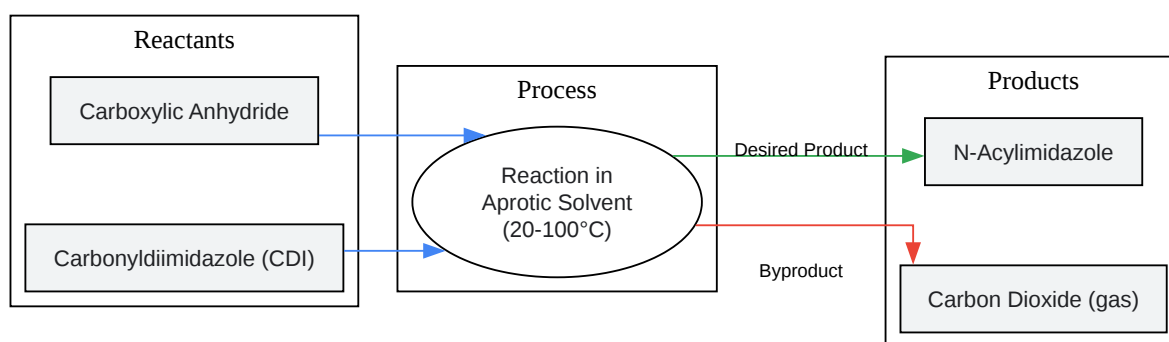 Reactants
Carboxylic Anhydride
Carbonyldiimidazole (CDI)
Process
Reaction in
Aprotic Solvent
(20-100°C)
Desired Product
Byproduct
Products
N-Acylimidazole
Carbon Dioxide (gas)